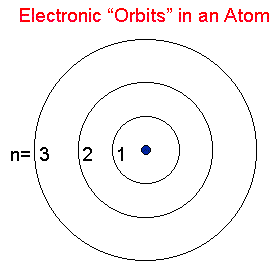 Electronic “Orbits” in an Atom
n= 3 2 1